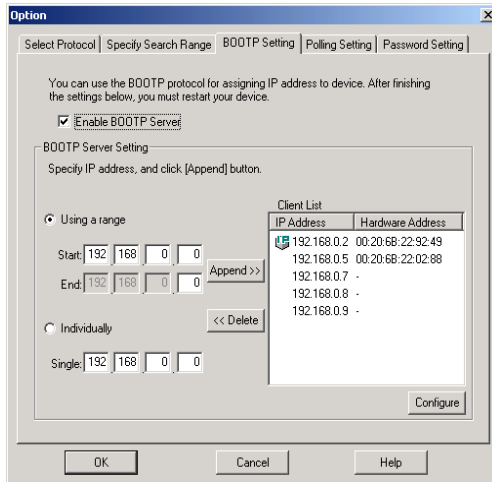 Option
Select Protocol
Specify Search Range
BOOTP Setting
Polling Setting
Password Setting
You can use the BOOTP protocol for assigning IP address to device. After finishing
the settings below, you must restart your device.
Enable BOOTP Server
BOOTP Server Setting
Specify IP address, and click [Append] button.
Using a range
Start: 192 . 168 . 0 . 0
End: 192 . 168 . 0 . 0
Append >>
<< Delete
Individually
Single: 192 . 168 . 0 . 0
Client List
IP Address Hardware Address
192.168.0.2 00:20:6B:22:92:49
192.168.0.5 00:20:6B:22:02:88
192.168.0.7 -
192.168.0.8 -
192.168.0.9 -
Configure
OK
Cancel
Help